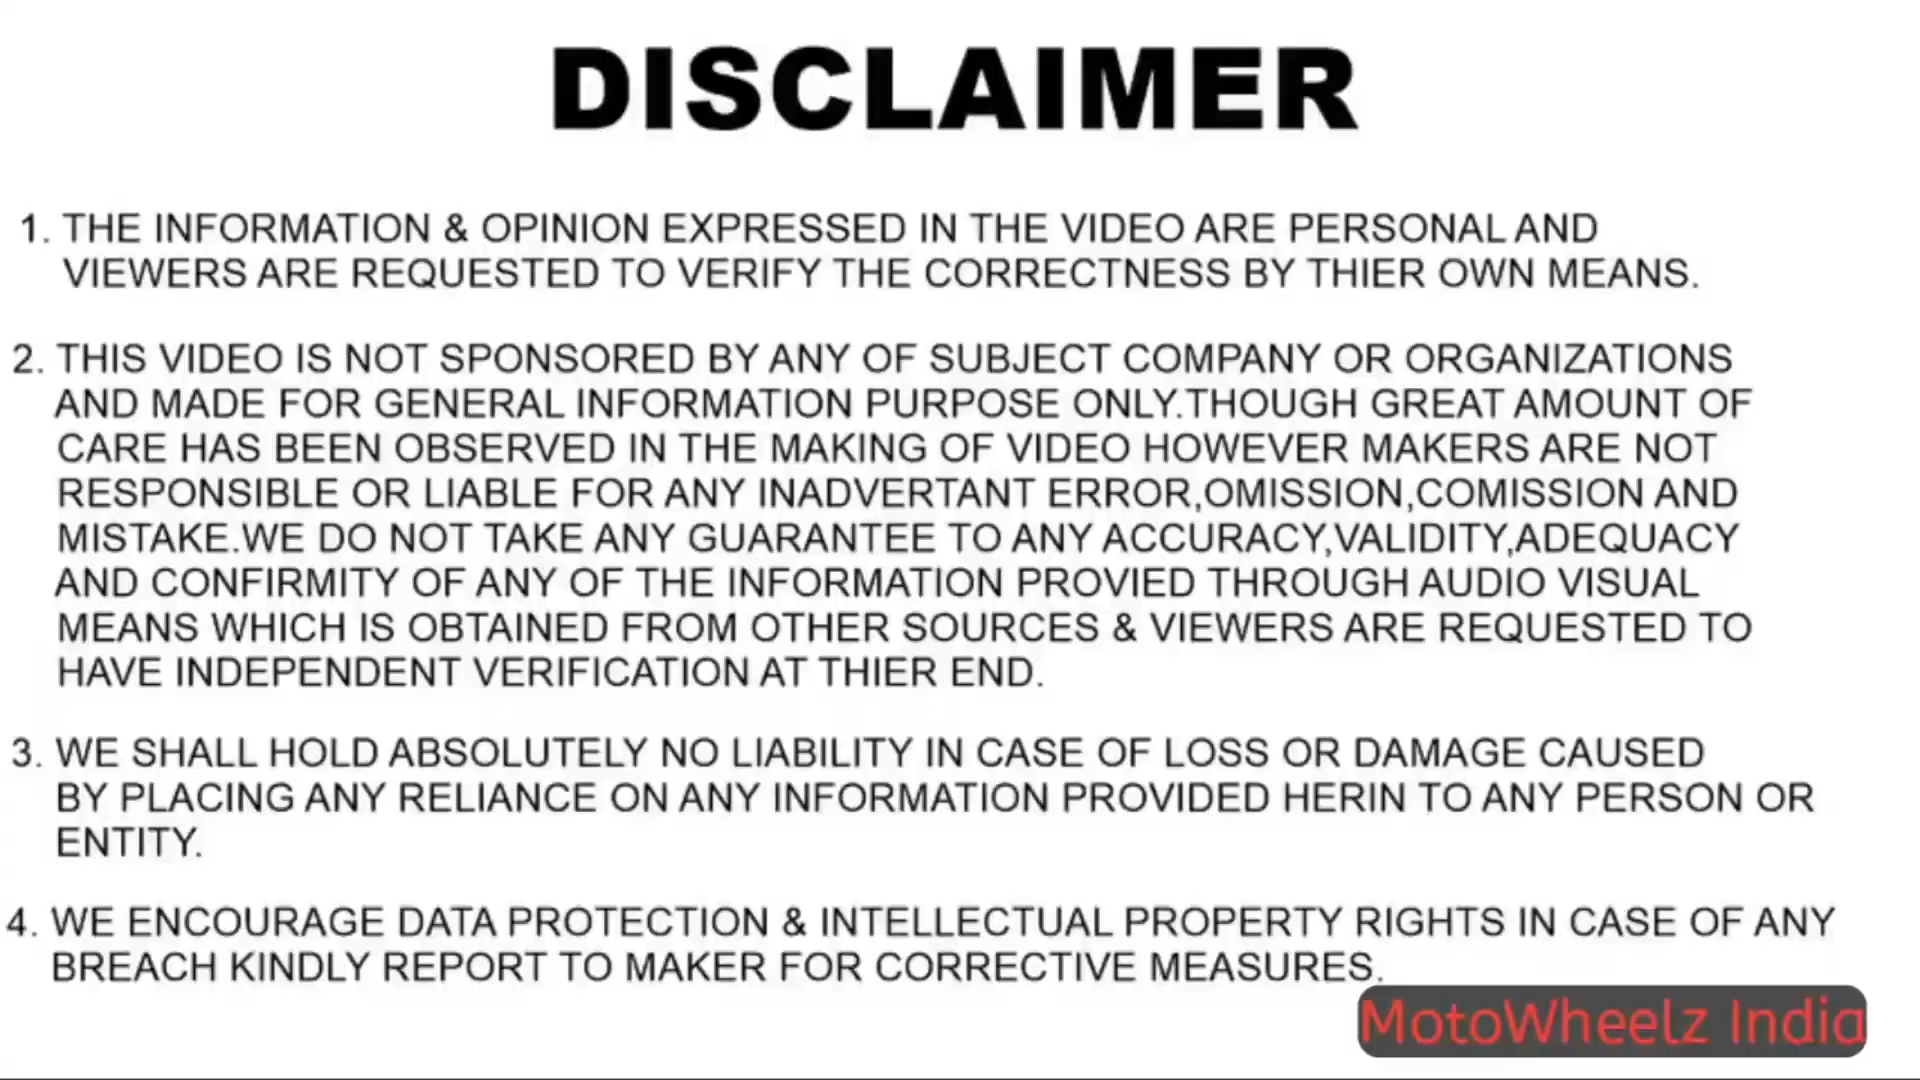 DISCLAIMER
1. THE INFORMATION & OPINION EXPRESSED IN THE VIDEO ARE PERSONAL AND
VIEWERS ARE REQUESTED TO VERIFY THE CORRECTNESS BY THIER OWN MEANS.
2. THIS VIDEO IS NOT SPONSORED BY ANY OF SUBJECT COMPANY OR ORGANIZATIONS
AND MADE FOR GENERAL INFORMATION PURPOSE ONLY.THOUGH GREAT AMOUNT OF
CARE HAS BEEN OBSERVED IN THE MAKING OF VIDEO HOWEVER MAKERS ARE NOT
RESPONSIBLE OR LIABLE FOR ANY INADVERTANT ERROR,OMISSION,COMISSION AND
MISTAKE.WE DO NOT TAKE ANY GUARANTEE TO ANY ACCURACY,VALIDITY,ADEQUACY
AND CONFIRMITY OF ANY OF THE INFORMATION PROVIED THROUGH AUDIO VISUAL
MEANS WHICH IS OBTAINED FROM OTHER SOURCES & VIEWERS ARE REQUESTED TO
HAVE INDEPENDENT VERIFICATION AT THIER END.
3. WE SHALL HOLD ABSOLUTELY NO LIABILITY IN CASE OF LOSS OR DAMAGE CAUSED
BY PLACING ANY RELIANCE ON ANY INFORMATION PROVIDED HERIN TO ANY PERSON OR
ENTITY.
4. WE ENCOURAGE DATA PROTECTION & INTELLECTUAL PROPERTY RIGHTS IN CASE OF ANY
BREACH KINDLY REPORT TO MAKER FOR CORRECTIVE MEASURES.
MotoWheelz India